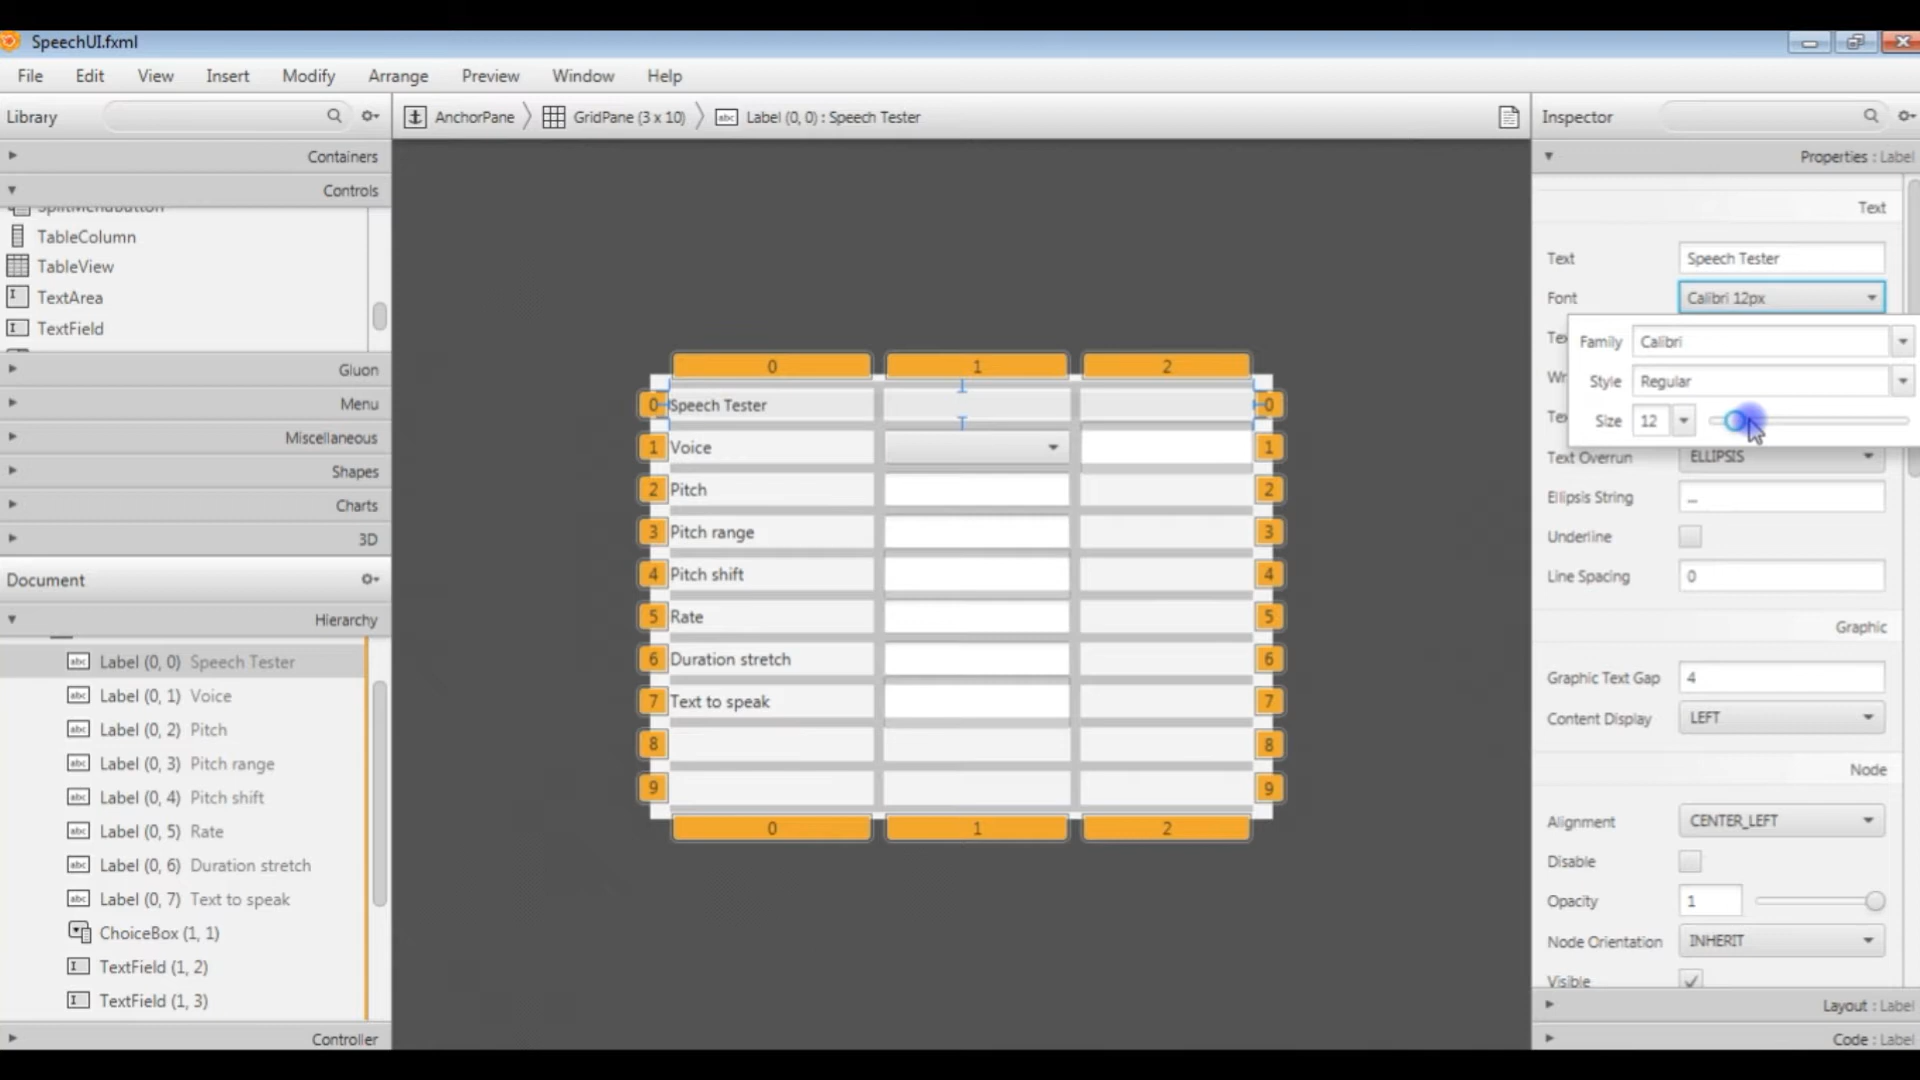 SpeechUI.fxml
File Edit View Insert Modify Arrange Preview Window Help
Library
AnchorPane GridPane (3 x 10) Label (0, 0) : Speech Tester
Inspector
Containers
Controls
SplitMenuButton
TableColumn
TableView
TextArea
TextField
Gluon
Menu
Miscellaneous
Shapes
Charts
3D
Document
Hierarchy
Label (0, 0) Speech Tester
Label (0, 1) Voice
Label (0, 2) Pitch
Label (0, 3) Pitch range
Label (0, 4) Pitch shift
Label (0, 5) Rate
Label (0, 6) Duration stretch
Label (0, 7) Text to speak
ChoiceBox (1, 1)
TextField (1, 2)
TextField (1, 3)
Controller
0 1 2
0 Speech Tester 0
1 Voice 1
2 Pitch 2
3 Pitch range 3
4 Pitch shift 4
5 Rate 5
6 Duration stretch 6
7 Text to speak 7
8 8
9 9
0 1 2
Properties : Label
Text
Text Speech Tester
Font Calibri 12px
Tex
Family Calibri
Wr
Style Regular
Tex
Size 12
Text Overrun ELLIPSIS
Ellipsis String ...
Underline
Line Spacing 0
Graphic
Graphic Text Gap 4
Content Display LEFT
Node
Alignment CENTER_LEFT
Disable
Opacity 1
Node Orientation INHERIT
Visible
Layout : Label
Code : Label